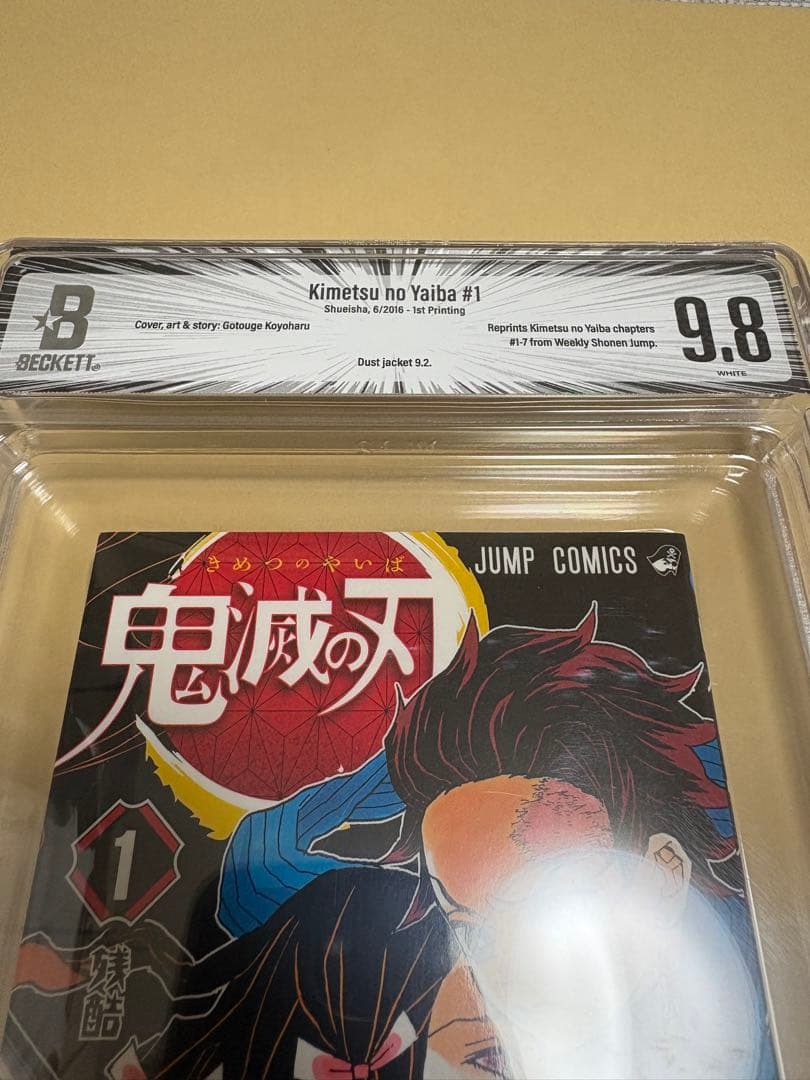 Kimetsu no Yaiba #1
Shueisha, 6/2016 - 1st Printing
B
BECKETT
Cover, art & story: Gotouge Koyoharu
Reprints Kimetsu no Yaiba chapters
#1-7 from Weekly Shonen Jump.
Dust jacket 9.2.
9.8
WHITE
きめつのやいば
鬼滅の刃
JUMP COMICS
1
残酷